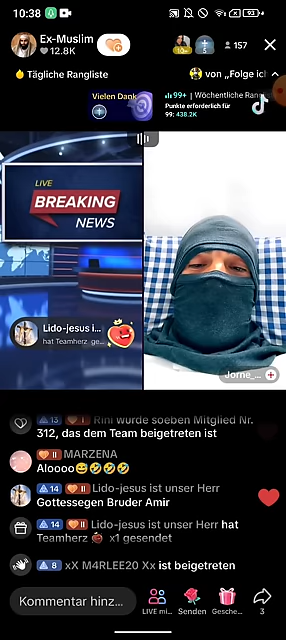 10:38
Ex-Muslim
12.8K
10
157
Tägliche Rangliste
von „Folge ich
Vielen Dank
99+ | Wöchentliche Rang
Punkte erforderlich für
99: 438.2K
LIVE
BREAKING
NEWS
Lido-jesus i...
hat Teamherz ge
Jorne_...
13 Rini wurde soeben Mitglied Nr.
312, das dem Team beigetreten ist
II MARZENA
Aloooo😅🤣🤣🤣
14 II Lido-jesus ist unser Herr
Gottessegen Bruder Amir
14 II Lido-jesus ist unser Herr hat
Teamherz x1 gesendet
8 xX M4RLEE20 Xx ist beigetreten
Kommentar hinz...
LIVE mi...
Senden
Gesche...
3